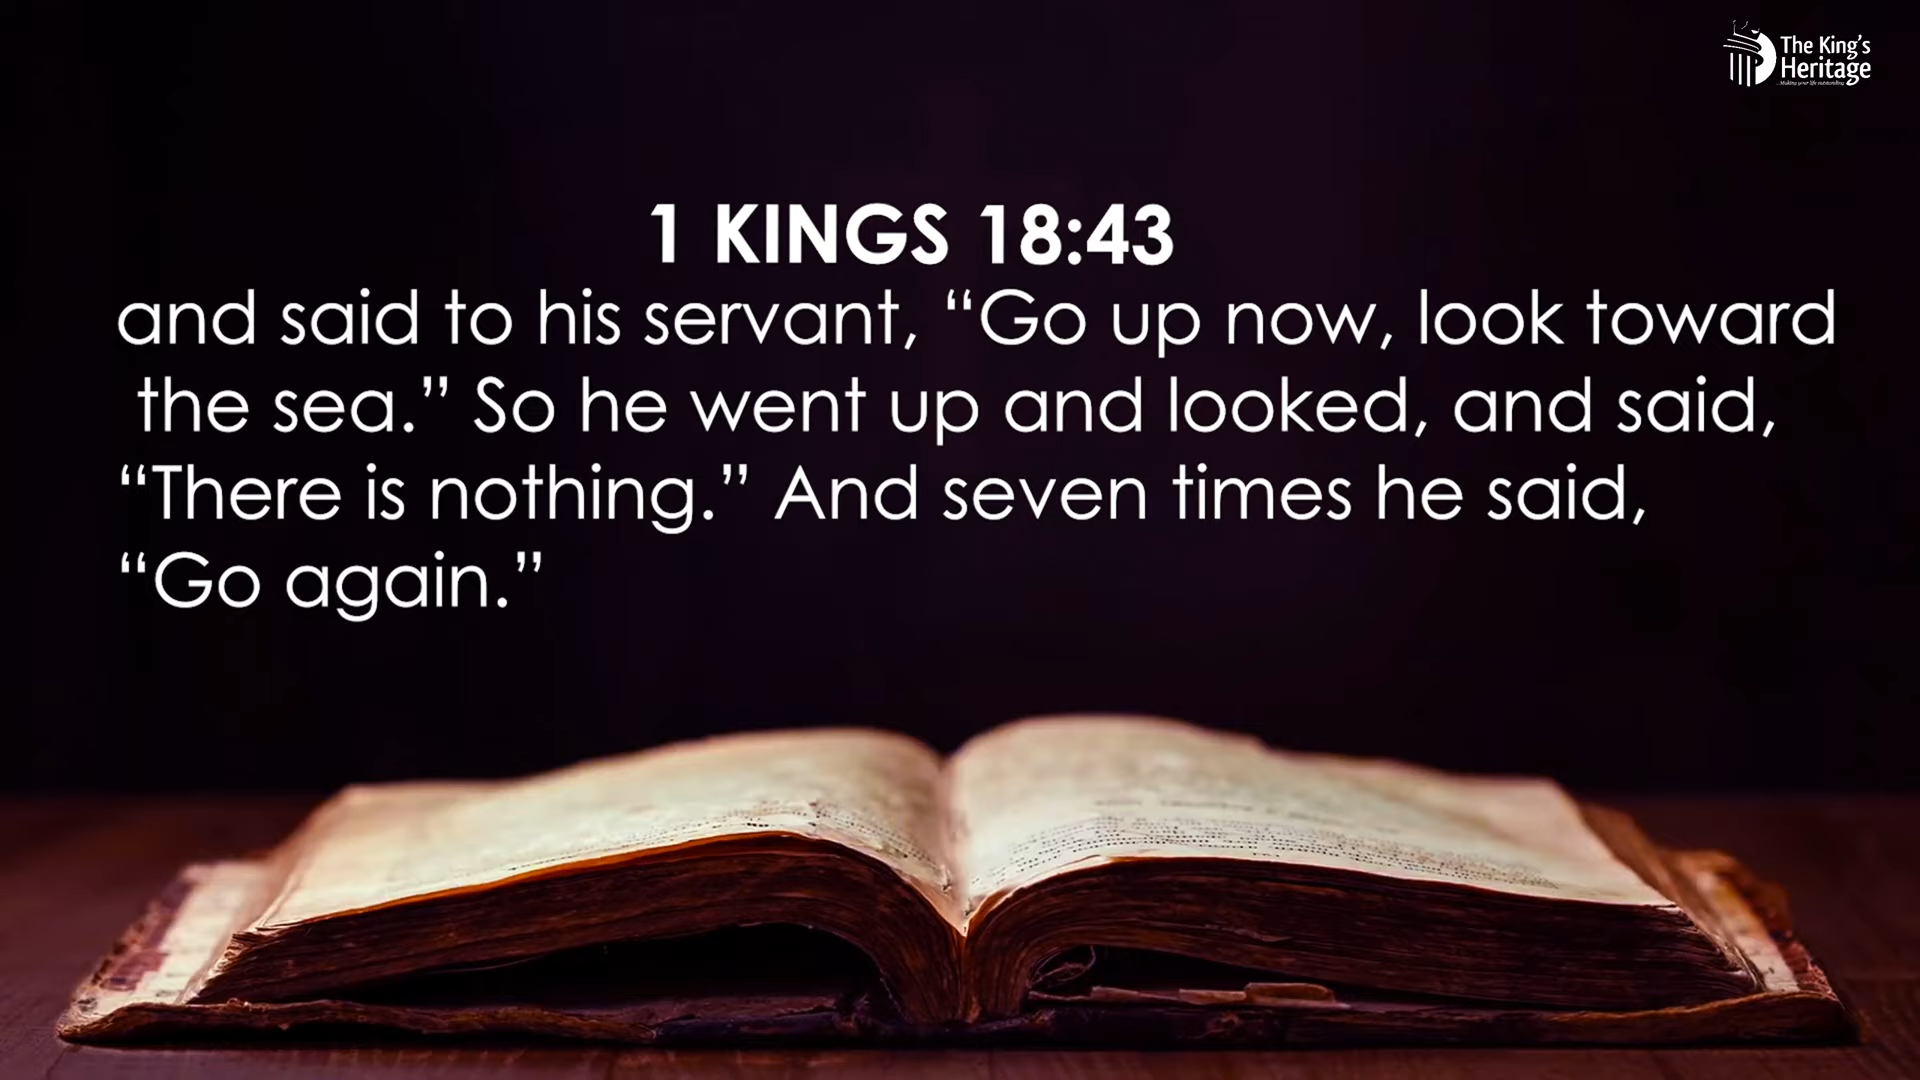 The King's
Heritage
1 KINGS 18:43
and said to his servant, “Go up now, look toward
the sea.” So he went up and looked, and said,
“There is nothing.” And seven times he said,
“Go again.”